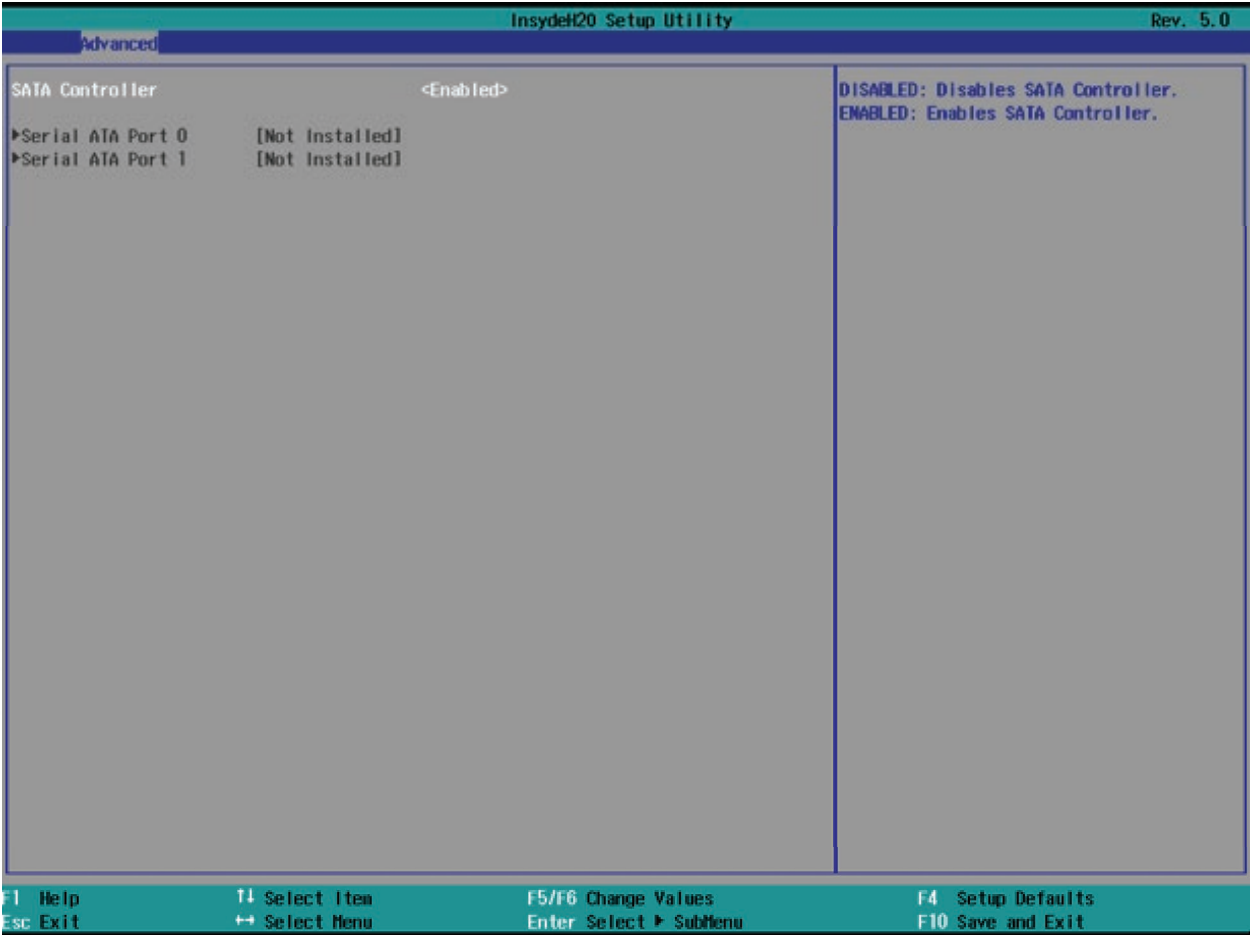 InsydeH20 Setup Utility Rev. 5.0
Advanced
SATA Controller <Enabled>
▶Serial ATA Port 0 [Not Installed]
▶Serial ATA Port 1 [Not Installed]
DISABLED: Disables SATA Controller.
ENABLED: Enables SATA Controller.
F1 Help ↑↓ Select Item F5/F6 Change Values F4 Setup Defaults
Esc Exit ↔ Select Menu Enter Select ▶ SubMenu F10 Save and Exit